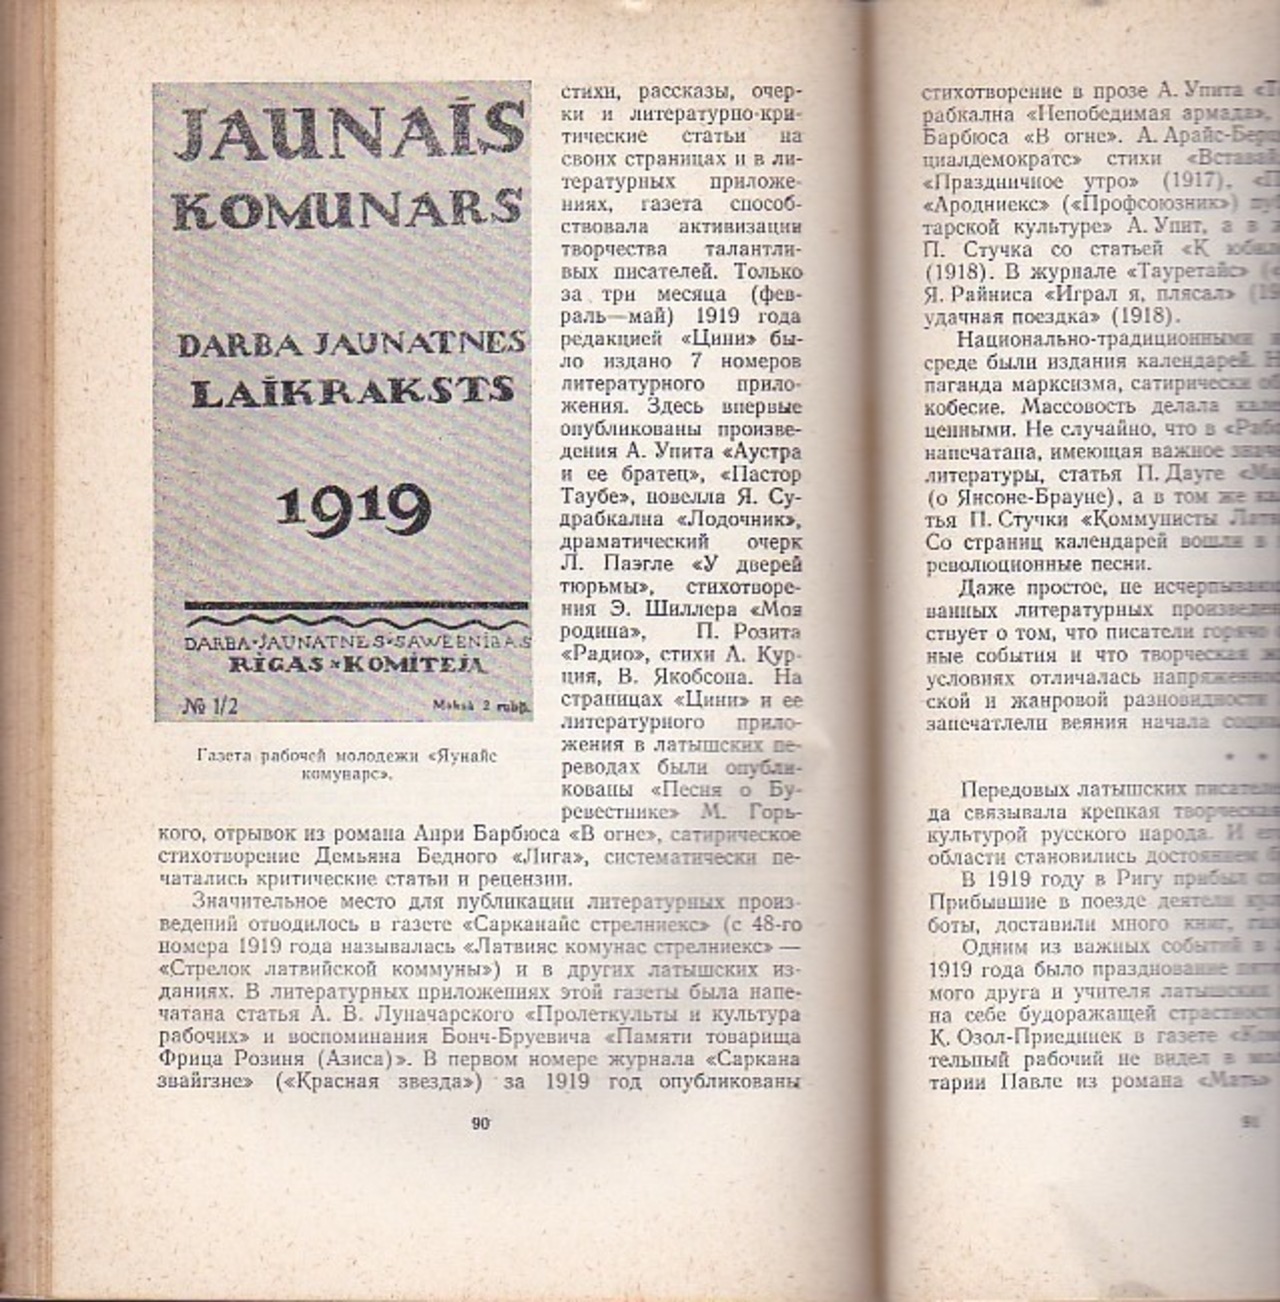 JAUNAIS
KOMUNARS
DARBA JAUNATNES
LAIKRAKSTS
1919
DARBA·JAUNATNES·SAWEENIBAS
RIGAS×KOMITEJA
№ 1/2
Maksà 2 rubļ.
Газета рабочей молодежи «Яунайс
комунарс».
стихи, рассказы, очер-
ки и литературно-кри-
тические статьи на
своих страницах и в ли-
тературных приложе-
ниях, газета способ-
ствовала активизации
творчества талантли-
вых писателей. Только
за три месяца (фев-
раль—май) 1919 года
редакцией «Цини» бы-
ло издано 7 номеров
литературного прило-
жения. Здесь впервые
опубликованы произве-
дения А. Упита «Аустра
и ее братец», «Пастор
Таубе», новелла Я. Су-
драбкална «Лодочник»,
драматический очерк
Л. Паэгле «У дверей
тюрьмы», стихотворе-
ния Э. Шиллера «Моя
родина», П. Розита
«Радио», стихи А. Кур-
ция, В. Якобсона. На
страницах «Цини» и ее
литературного прило-
жения в латышских пе-
реводах были опубли-
кованы «Песня о Бу-
ревестнике» М. Горь-
кого, отрывок из романа Анри Барбюса «В огне», сатирическое
стихотворение Демьяна Бедного «Лига», систематически пе-
чатались критические статьи и рецензии.
Значительное место для публикации литературных произ-
ведений отводилось в газете «Сарканайс стрелниекс» (с 48-го
номера 1919 года называлась «Латвияс комунас стрелниекс» —
«Стрелок латвийской коммуны») и в других латышских из-
даниях. В литературных приложениях этой газеты была напе-
чатана статья А. В. Луначарского «Пролеткульты и культура
рабочих» и воспоминания Бонч-Бруевича «Памяти товарища
Фрица Розиня (Азиса)». В первом номере журнала «Саркана
звайгзне» («Красная звезда») за 1919 год опубликованы
90
стихотворение в прозе А. Упита
рабкална «Непобедимая армада»,
Барбюса «В огне». А. Арайс-Берце
циалдемократс» стихи «Вставай
«Праздничное утро» (1917),
«Ародниекс» («Профсоюзник»)
тарской культуре» А. Упит, а в
П. Стучка со статьей «К
(1918). В журнале «Тауретайс»
Я. Райниса «Играл я, плясал»
удачная поездка» (1918).
Национально-традиционными
среде были издания календарей.
паганда марксизма, сатирически
кобесие. Массовость делала
ценными. Не случайно, что в
напечатана, имеющая важное
литературы, статья П. Дауге
(о Янсоне-Брауне), а в том же
тья П. Стучки «Коммунисты
Со страниц календарей вошли в
революционные песни.
Даже простое, не
ванных литературных
ствует о том, что писатели горячо
ные события и что творческая
условиях отличалась
ской и жанровой разновидности
запечатлели веяния начала
* *
Передовых латышских
да связывала крепкая творческая
культурой русского народа. И
области становились достоянием
В 1919 году в Ригу прибыл
Прибывшие в поезде деятели
боты, доставили много книг,
Одним из важных событий в
1919 года было празднование
мого друга и учителя латышских
на себе будоражащей
К. Озол-Приединек в газете
тельный рабочий не видел в
тарии Павле из романа «Мать»
91